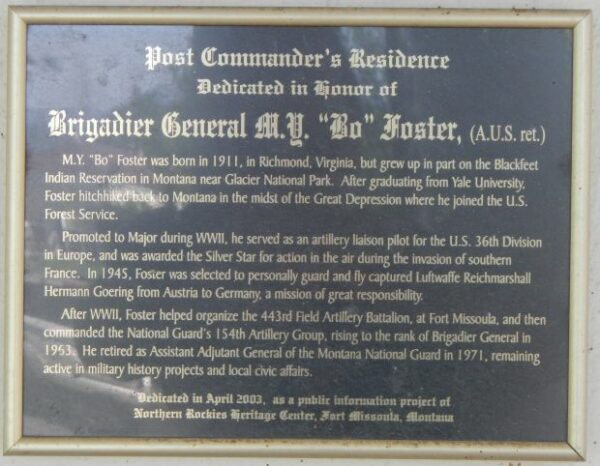 Post Commander's Residence
Dedicated in Honor of
Brigadier General M.Y. "Bo" Foster, (A.U.S. ret.)
M.Y. "Bo" Foster was born in 1911, in Richmond, Virginia, but grew up in part on the Blackfeet
Indian Reservation in Montana near Glacier National Park. After graduating from Yale University,
Foster hitchhiked back to Montana in the midst of the Great Depression where he joined the U.S.
Forest Service.
Promoted to Major during WWII, he served as an artillery liaison pilot for the U.S. 36th Division
in Europe, and was awarded the Silver Star for action in the air during the invasion of southern
France. In 1945, Foster was selected to personally guard and fly captured Luftwaffe Reichmarshall
Hermann Goering from Austria to Germany, a mission of great responsibility.
After WWII, Foster helped organize the 443rd Field Artillery Battalion, at Fort Missoula, and then
commanded the National Guard's 154th Artillery Group, rising to the rank of Brigadier General in
1963. He retired as Assistant Adjutant General of the Montana National Guard in 1971, remaining
active in military history projects and local civic affairs.
Dedicated in April 2003, as a public information project of
Northern Rockies Heritage Center, Fort Missoula, Montana